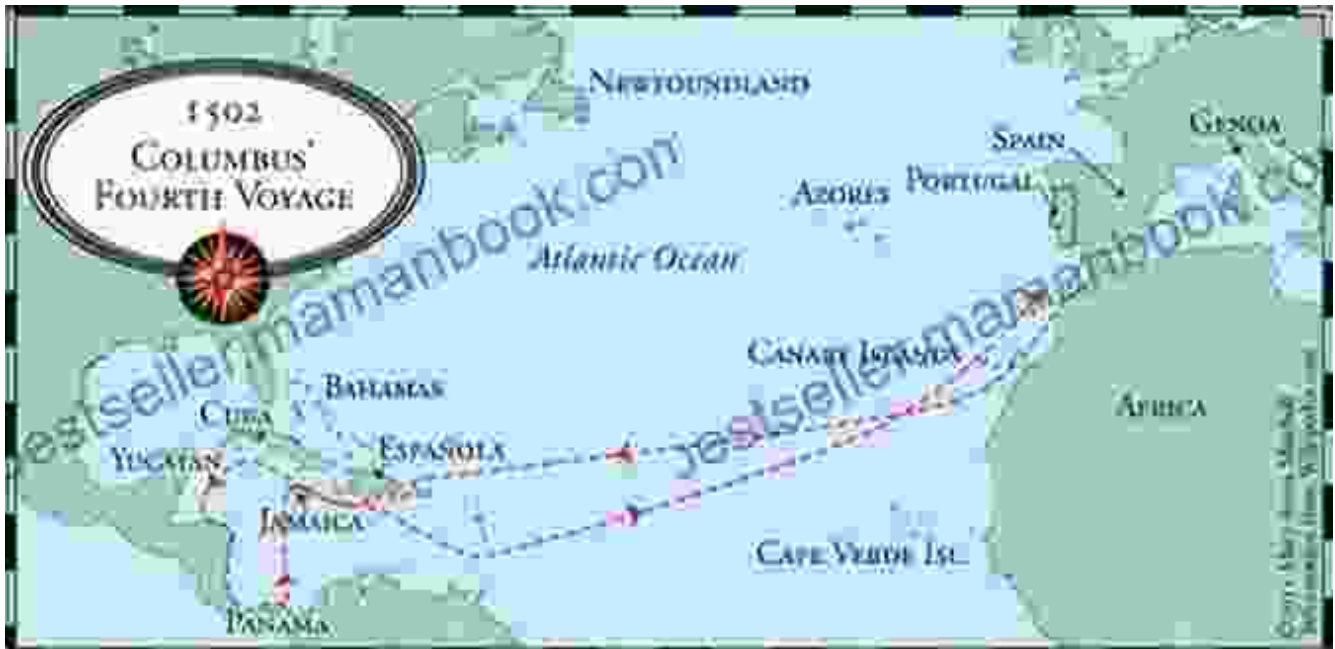 1502
COLUMBUS'
FOURTH VOYAGE
NEWFOUNDLAND
GENOA
SPAIN
AZORES
PORTUGAL
Atlantic Ocean
CANARY ISLANDS
BAHAMAS
AFRICA
CUBA
ESPAÑOLA
YUCATAN
JAMAICA
CAPE VERDE ISL.
PANAMA
bestsellermamanbook.com
bestsellermamanbook.co